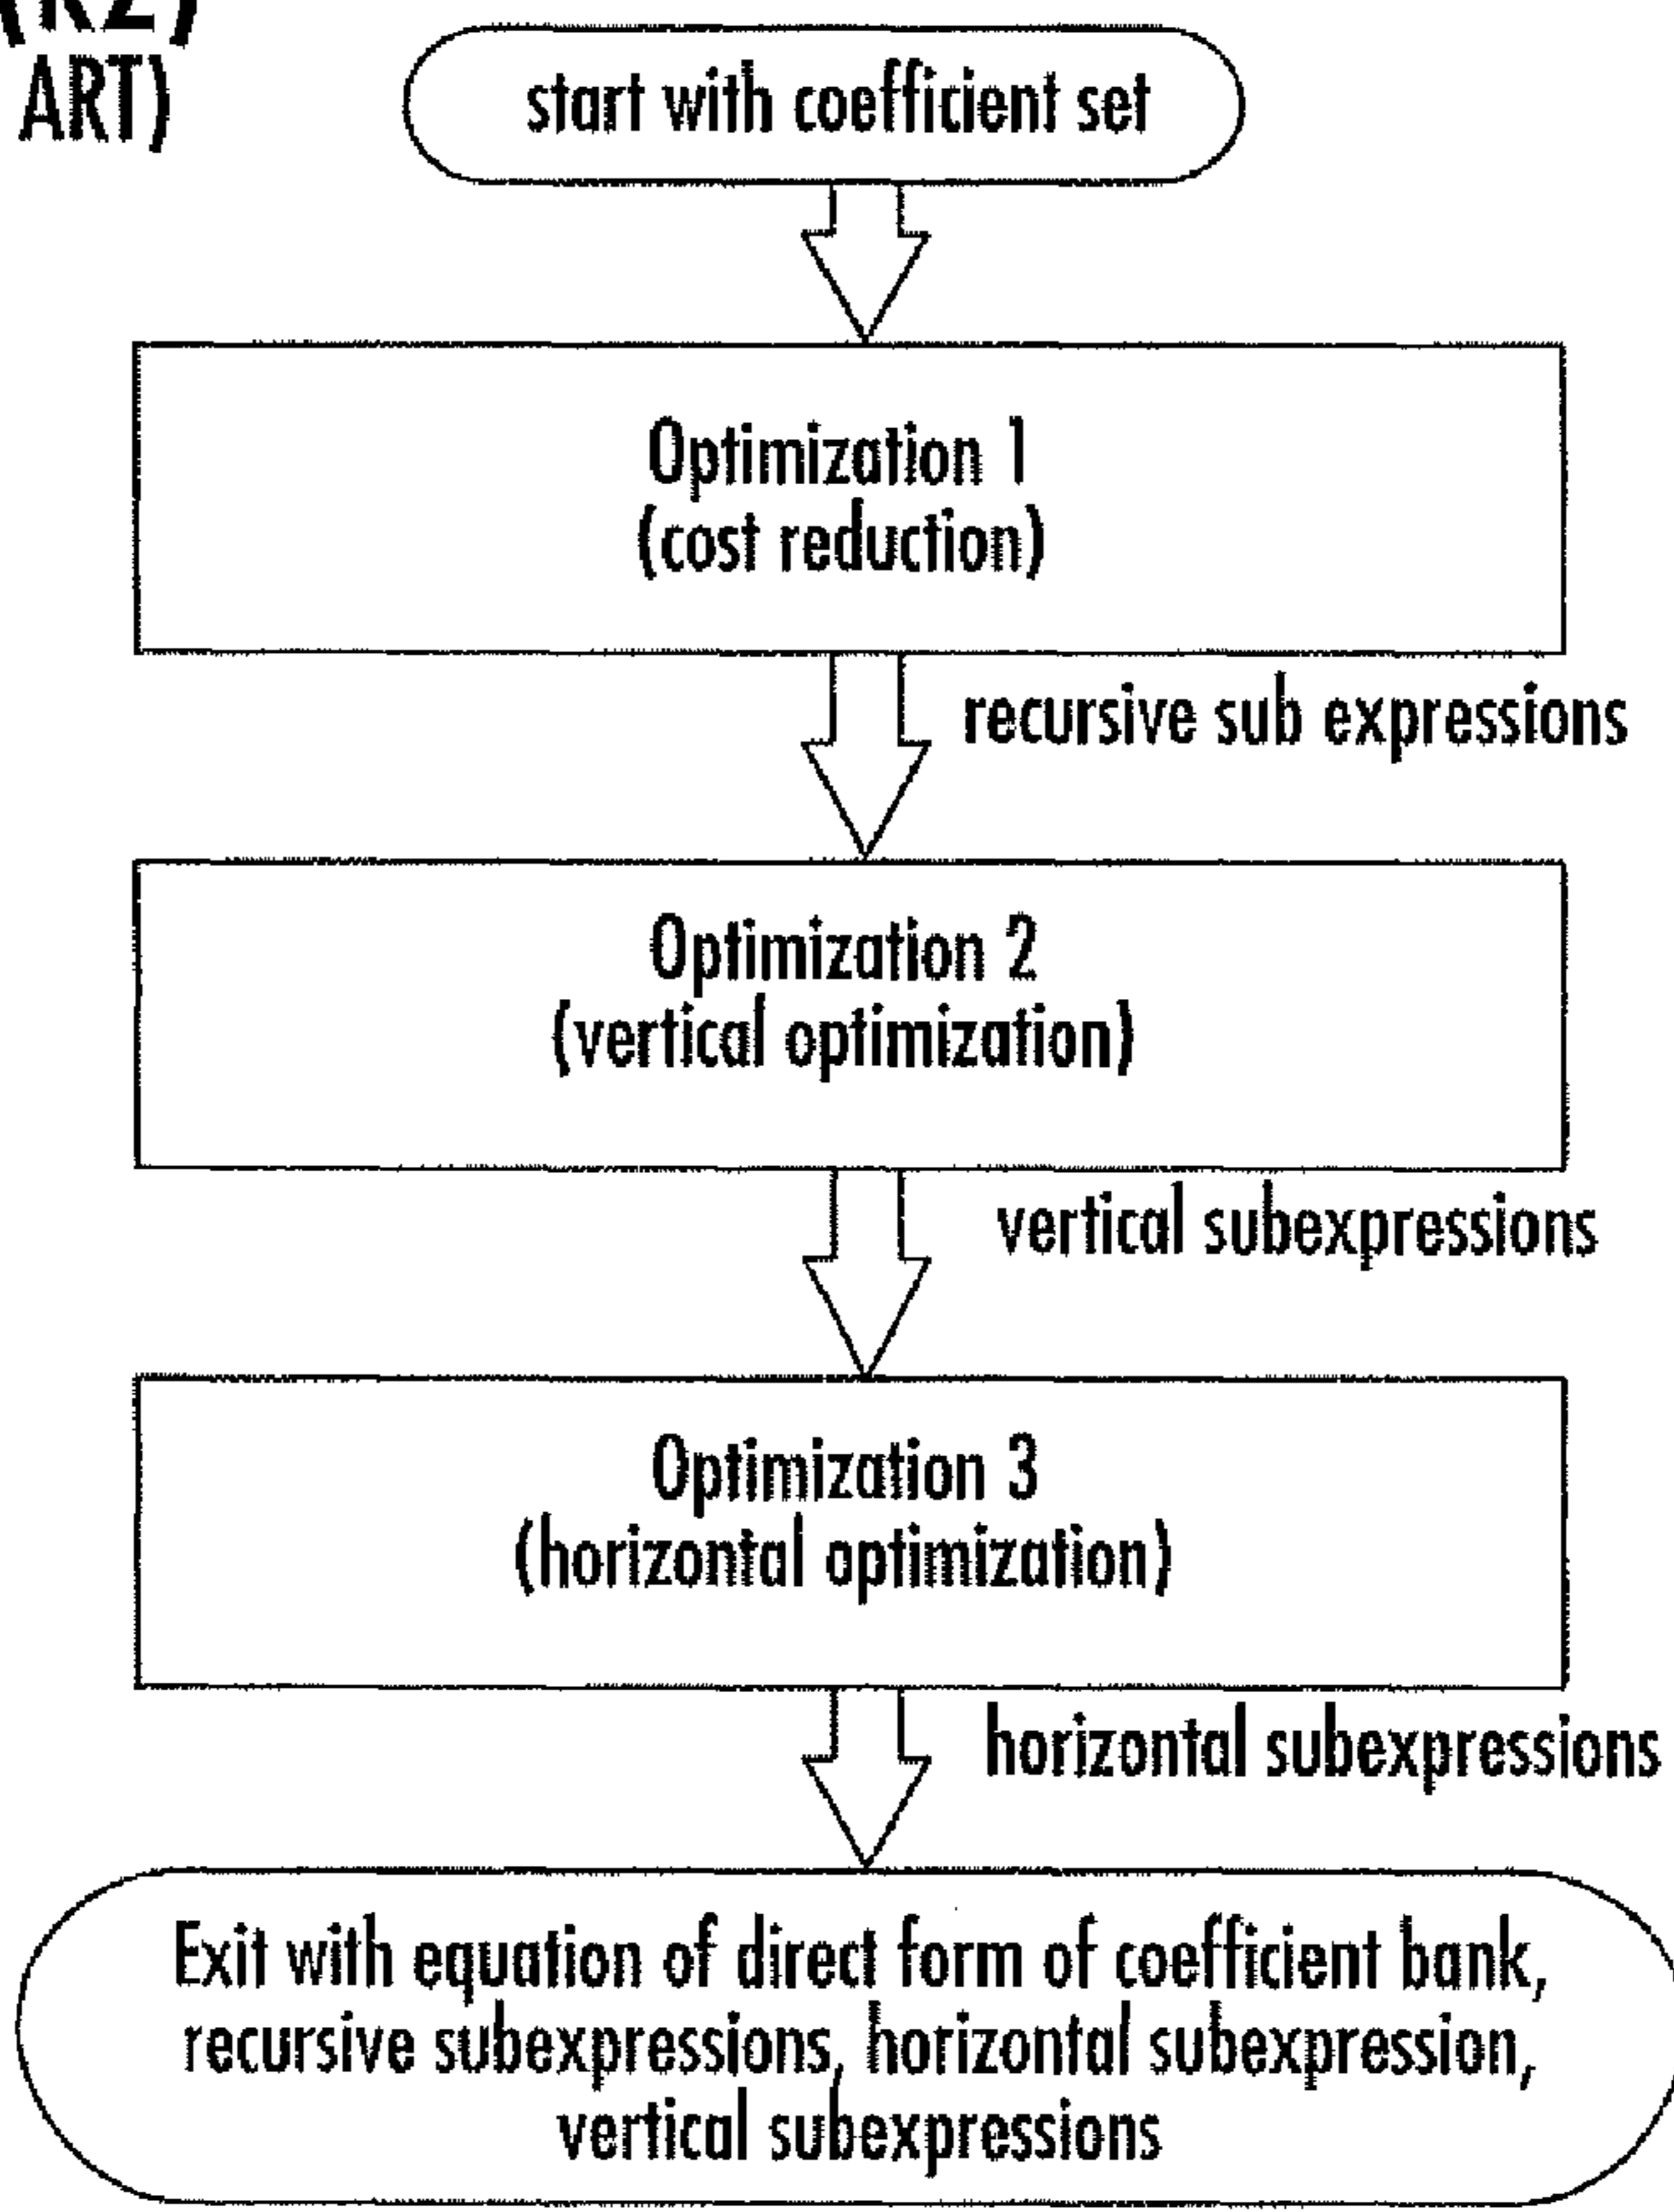 ART)
start with coefficient set
Optimization 1
(cost reduction)
recursive sub expressions
Optimization 2
(vertical optimization)
vertical subexpressions
Optimization 3
(horizontal optimization)
horizontal subexpressions
Exit with equation of direct form of coefficient bank,
recursive subexpressions, horizontal subexpression,
vertical subexpressions